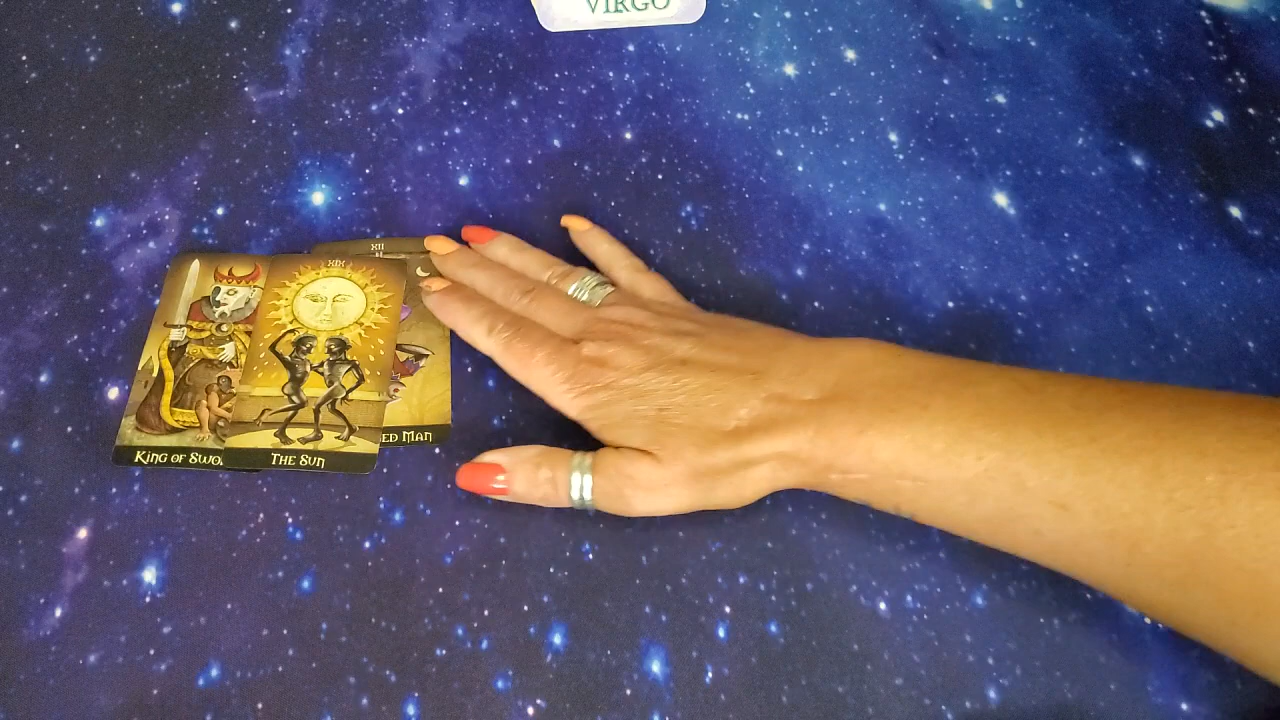 VIRGO
XII
XIX
KING OF SWO
THE SUN
ED MAN